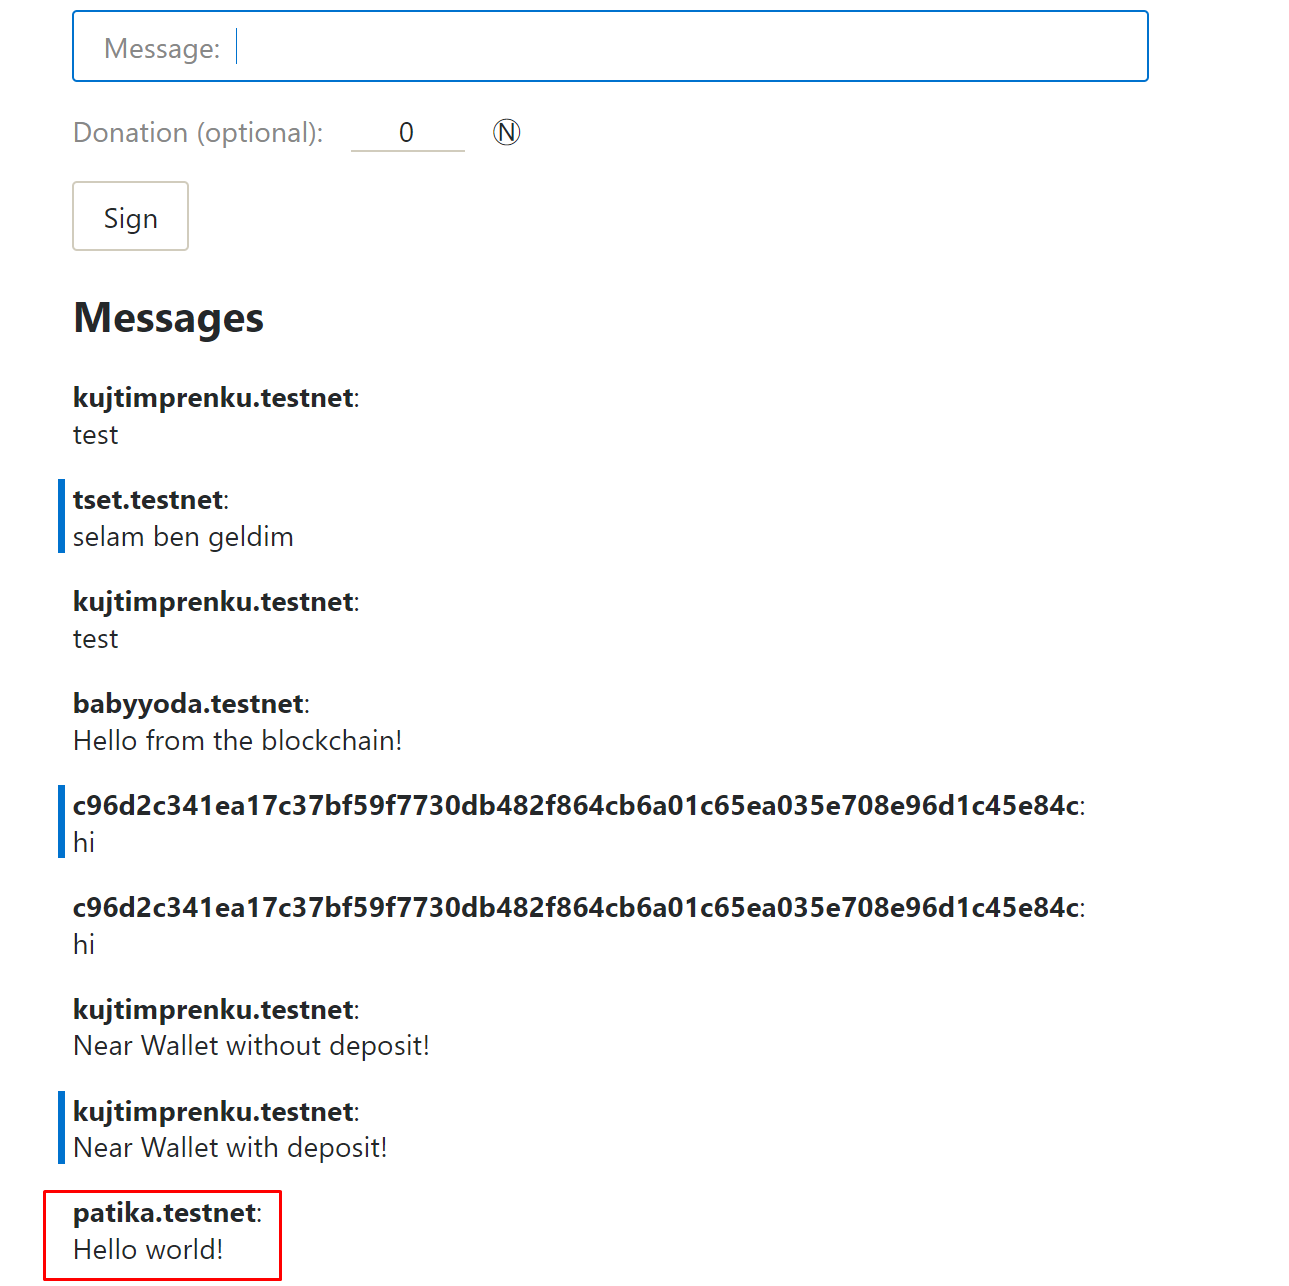 Message:
Donation (optional): 0 Ⓝ
Sign
Messages
kujtimprenku.testnet:
test
tset.testnet:
selam ben geldim
kujtimprenku.testnet:
test
babyyoda.testnet:
Hello from the blockchain!
c96d2c341ea17c37bf59f7730db482f864cb6a01c65ea035e708e96d1c45e84c:
hi
c96d2c341ea17c37bf59f7730db482f864cb6a01c65ea035e708e96d1c45e84c:
hi
kujtimprenku.testnet:
Near Wallet without deposit!
kujtimprenku.testnet:
Near Wallet with deposit!
patika.testnet:
Hello world!